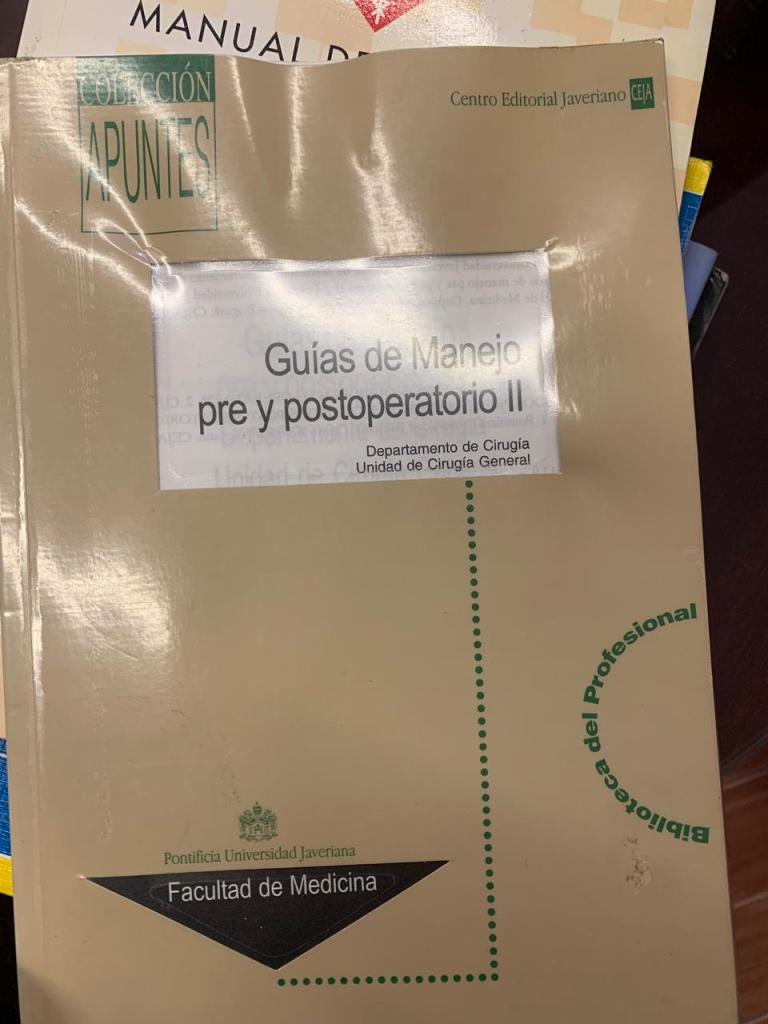 MANUAL DE
COLECCIÓN
APUNTES
Centro Editorial Javeriano CEJA
Guías de Manejo
pre y postoperatorio II
Departamento de Cirugía
Unidad de Cirugía General
Biblioteca del Profesional
Pontificia Universidad Javeriana
Facultad de Medicina